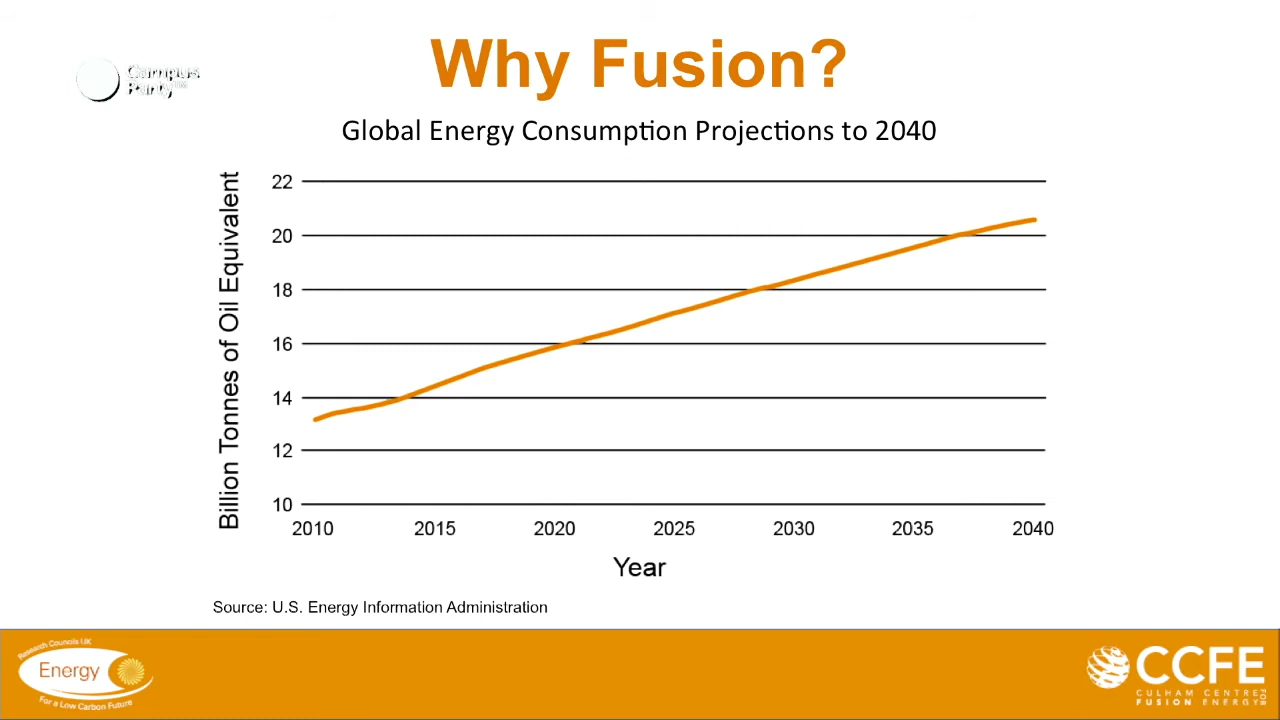 Why Fusion?
Campus
Party
Global Energy Consumption Projections to 2040
Billion Tonnes of Oil Equivalent
22
20
18
16
14
12
10
2010 2015 2020 2025 2030 2035 2040
Year
Source: U.S. Energy Information Administration
Research Councils UK
Energy
For a Low Carbon Future
CCFE
CULHAM CENTRE FOR
FUSION ENERGY